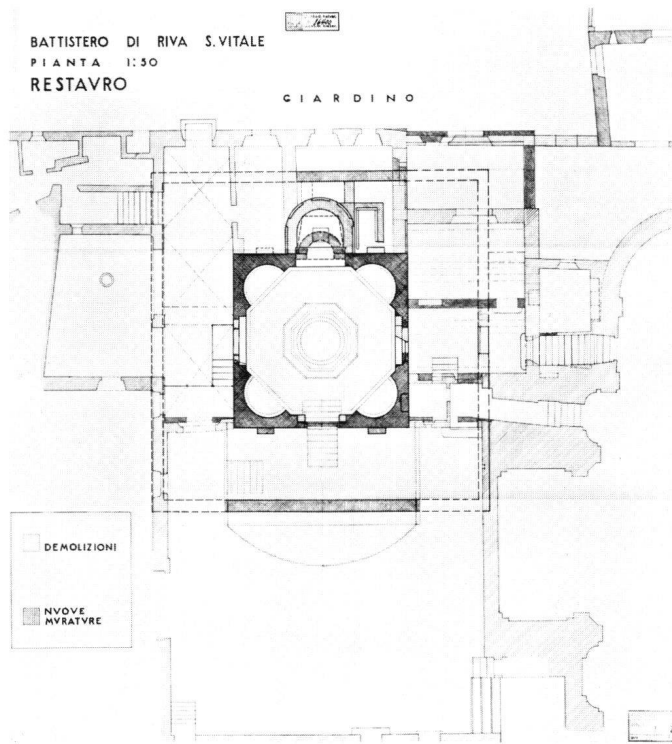 BATTISTERO DI RIVA S. VITALE
PIANTA 1:50
RESTAVRO
GIARDINO
DEMOLIZIONI
NVOVE
MVRATVRE